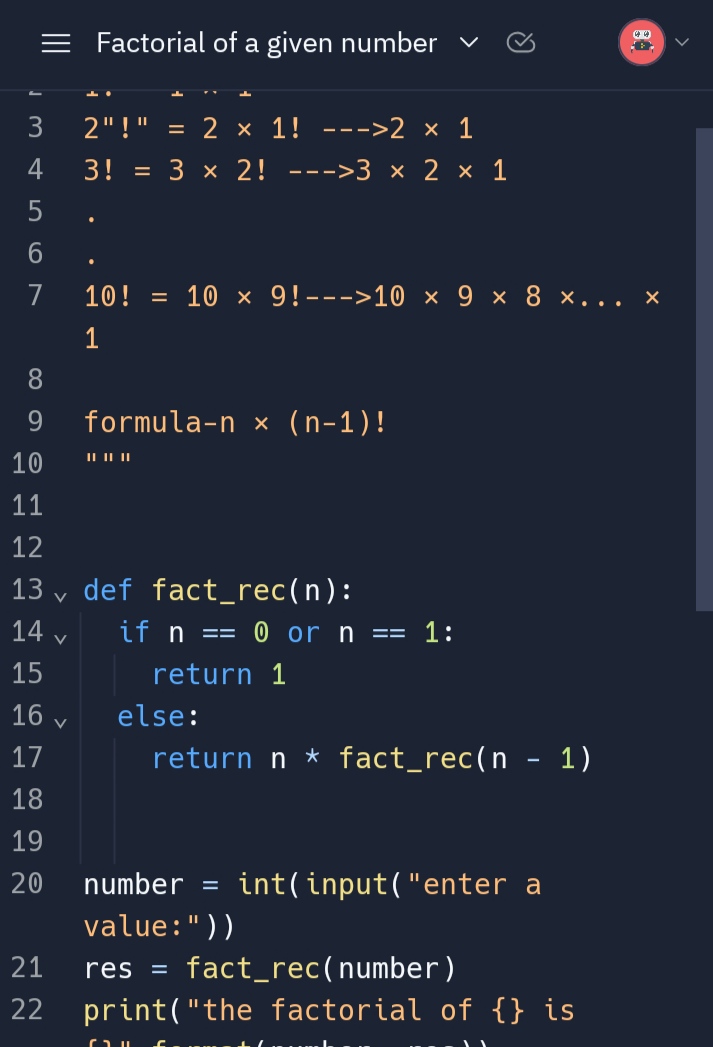 Factorial of a given number
3 2"!" = 2 × 1! --->2 × 1
4 3! = 3 × 2! --->3 × 2 × 1
5 .
6 .
7 10! = 10 × 9!--->10 × 9 × 8 ×... ×
1
8
9 formula-n × (n-1)!
10 """
11
12
13 def fact_rec(n):
14 if n == 0 or n == 1:
15 return 1
16 else:
17 return n * fact_rec(n - 1)
18
19
20 number = int(input("enter a
value:"))
21 res = fact_rec(number)
22 print("the factorial of {} is